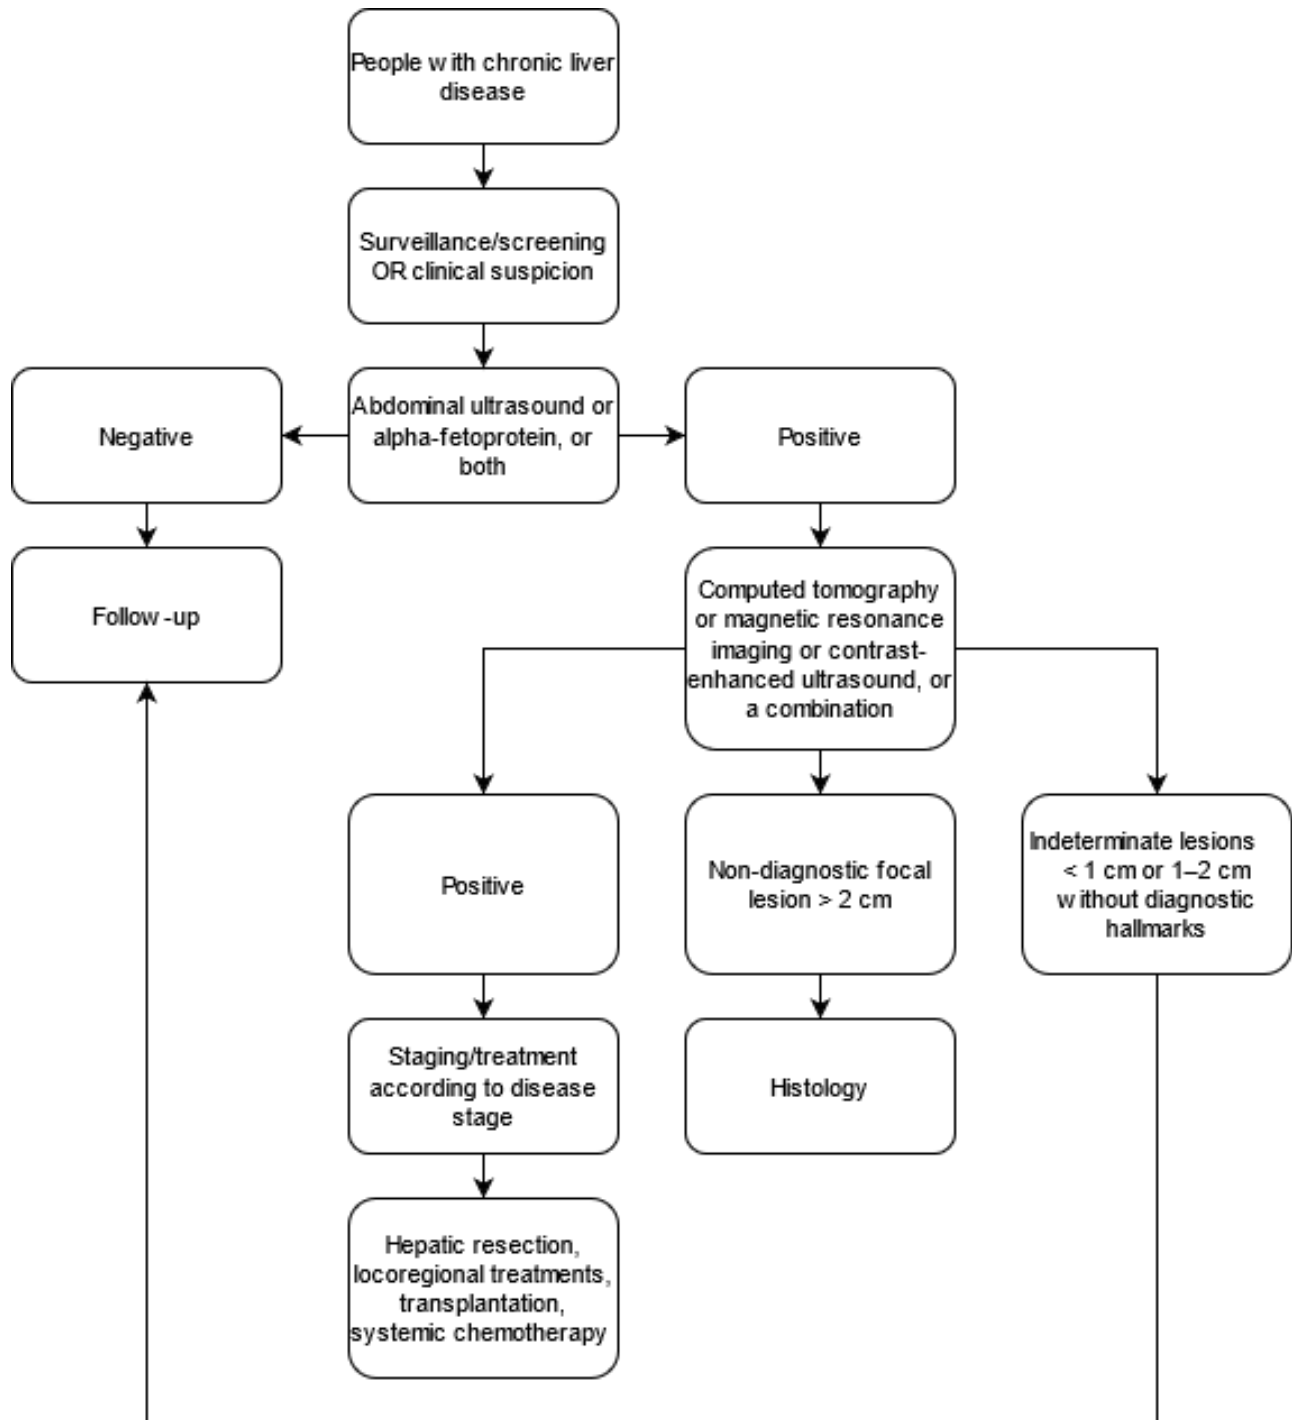 People with chronic liver
disease
Surveillance/screening
OR clinical suspicion
Negative
Abdominal ultrasound or
alpha-fetoprotein, or
both
Positive
Follow-up
Computed tomography
or magnetic resonance
imaging or contrast-
enhanced ultrasound, or
a combination
Positive
Non-diagnostic focal
lesion > 2 cm
Indeterminate lesions
< 1 cm or 1–2 cm
without diagnostic
hallmarks
Staging/treatment
according to disease
stage
Histology
Hepatic resection,
locoregional treatments,
transplantation,
systemic chemotherapy